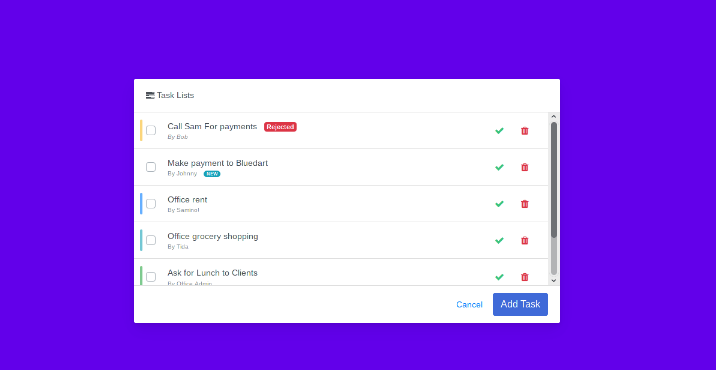 Task Lists
Call Sam For payments Rejected
By Bob
Make payment to Bluedart
By Johnny NEW
Office rent
By Samino!
Office grocery shopping
By Tida
Ask for Lunch to Clients
By Office Admin
Cancel Add Task